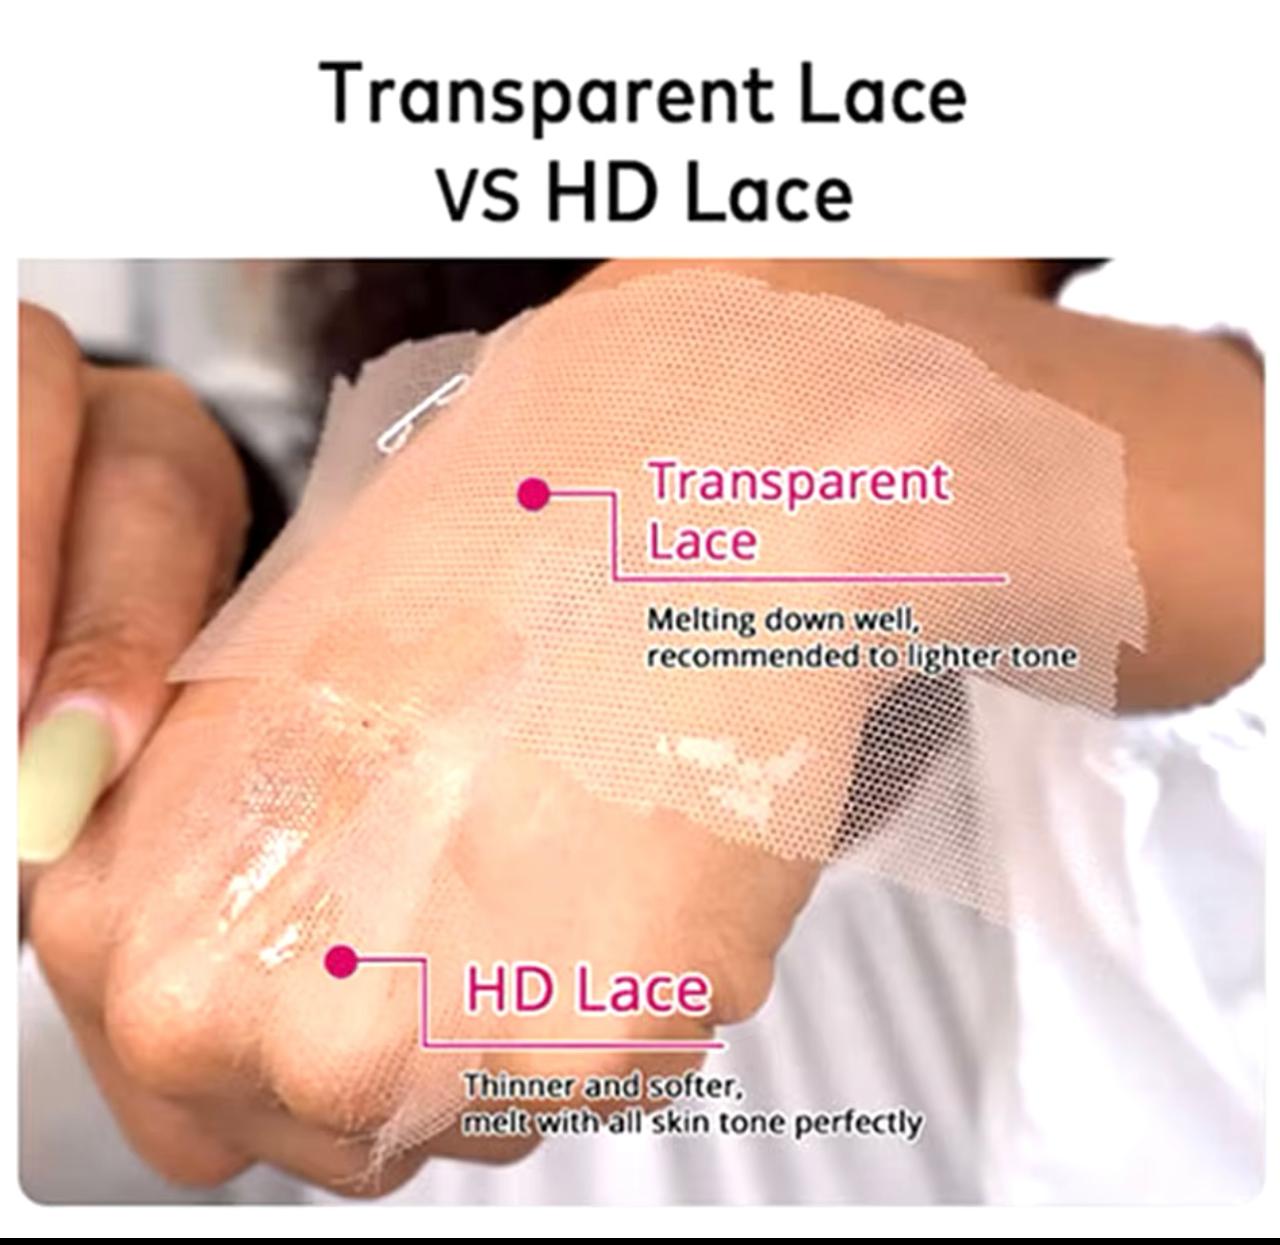 Transparent Lace
vs HD Lace
Transparent
Lace
Melting down well,
recommended to lighter tone
HD Lace
Thinner and softer,
melt with all skin tone perfectly